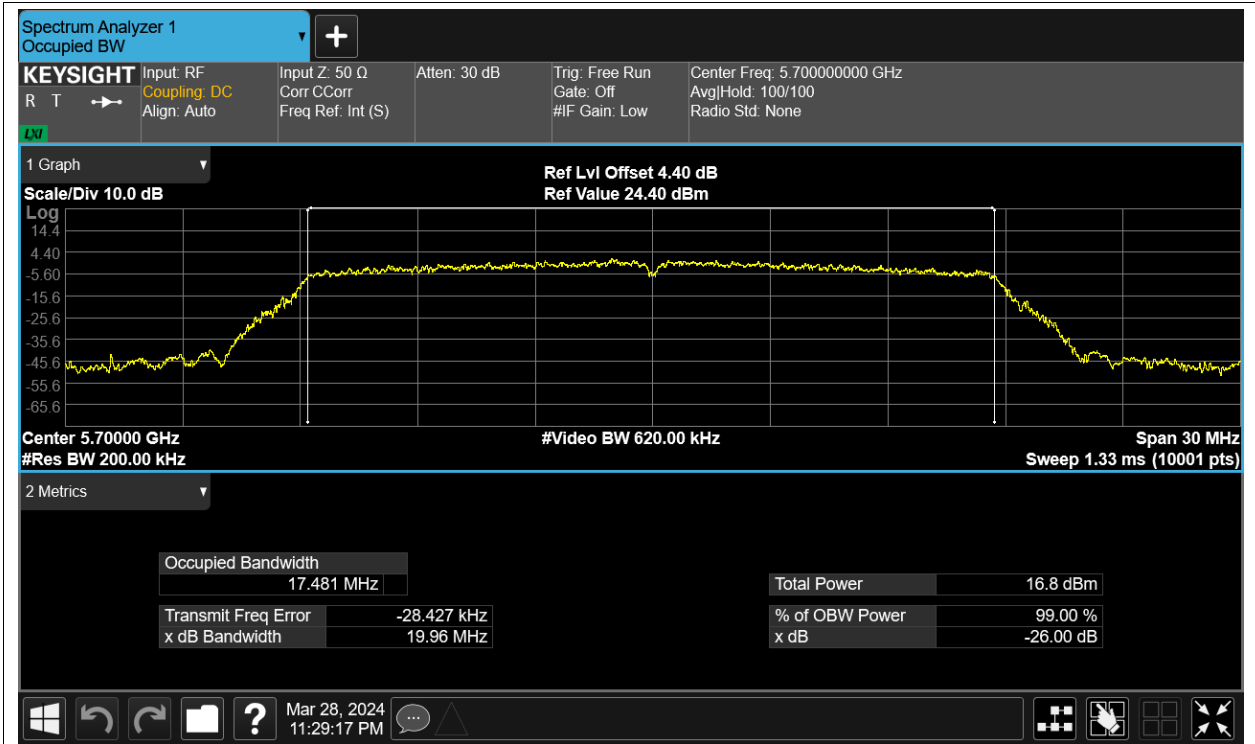 Spectrum Analyzer 1
Occupied BW
KEYSIGHT
R T
LXI
Input: RF
Coupling: DC
Align: Auto
Input Z: 50 Ω
Corr CCorr
Freq Ref: Int (S)
Atten: 30 dB
Trig: Free Run
Gate: Off
#IF Gain: Low
Center Freq: 5.700000000 GHz
Avg|Hold: 100/100
Radio Std: None
1 Graph
Scale/Div 10.0 dB
Ref Lvl Offset 4.40 dB
Ref Value 24.40 dBm
Log
14.4
4.40
-5.60
-15.6
-25.6
-35.6
-45.6
-55.6
-65.6
Center 5.70000 GHz
#Res BW 200.00 kHz
#Video BW 620.00 kHz
Span 30 MHz
Sweep 1.33 ms (10001 pts)
2 Metrics
Occupied Bandwidth
17.481 MHz
Transmit Freq Error -28.427 kHz
x dB Bandwidth 19.96 MHz
Total Power 16.8 dBm
% of OBW Power 99.00 %
x dB -26.00 dB
?
Mar 28, 2024
11:29:17 PM